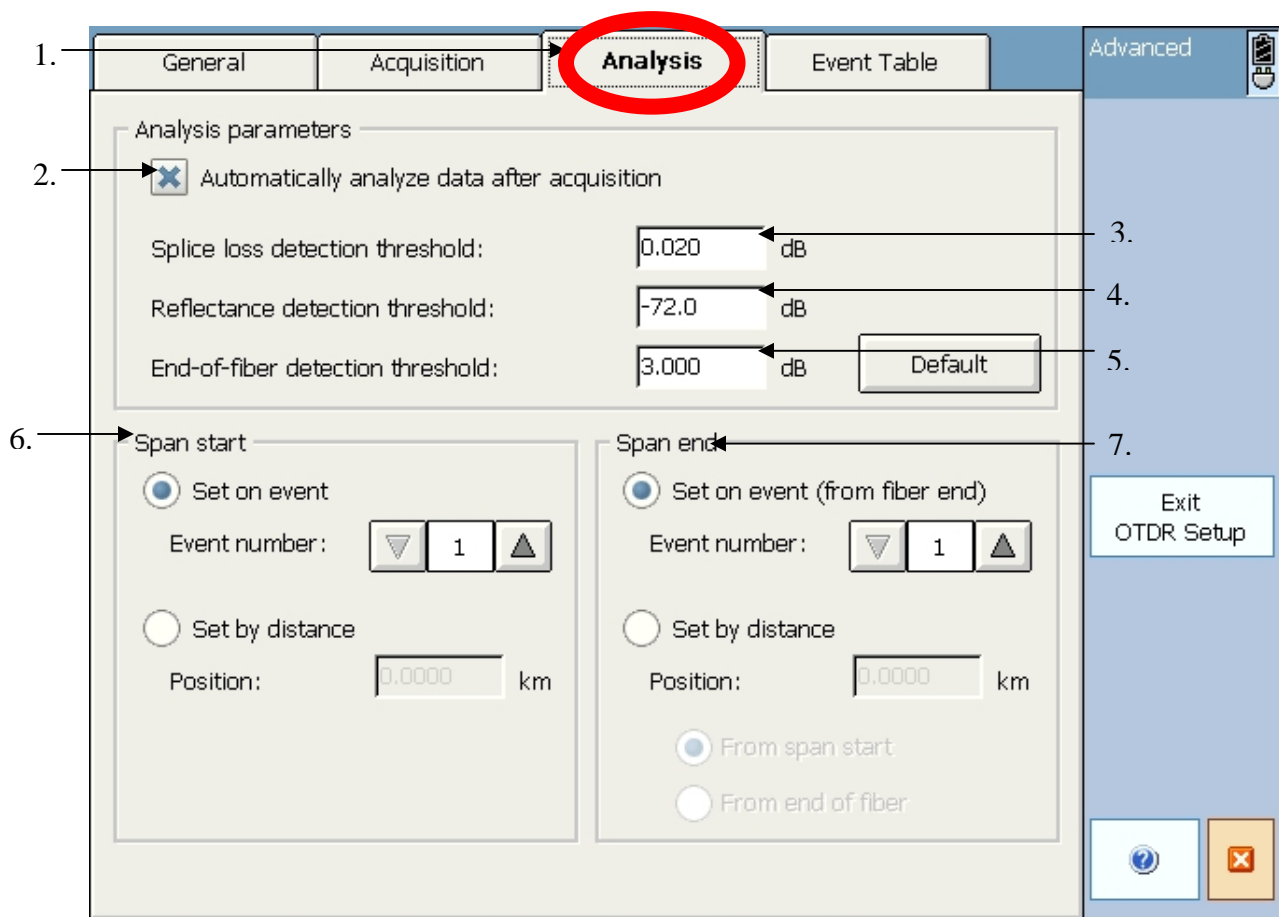 1.
General Acquisition Analysis Event Table Advanced
Analysis parameters
2.
Automatically analyze data after acquisition
Splice loss detection threshold: 0.020 dB
3.
Reflectance detection threshold: -72.0 dB
4.
End-of-fiber detection threshold: 3.000 dB Default
5.
6.
Span start
Set on event
Event number: 1
Set by distance
Position: 0.0000 km
Span end
7.
Set on event (from fiber end)
Event number: 1
Set by distance
Position: 0.0000 km
From span start
From end of fiber
Exit
OTDR Setup